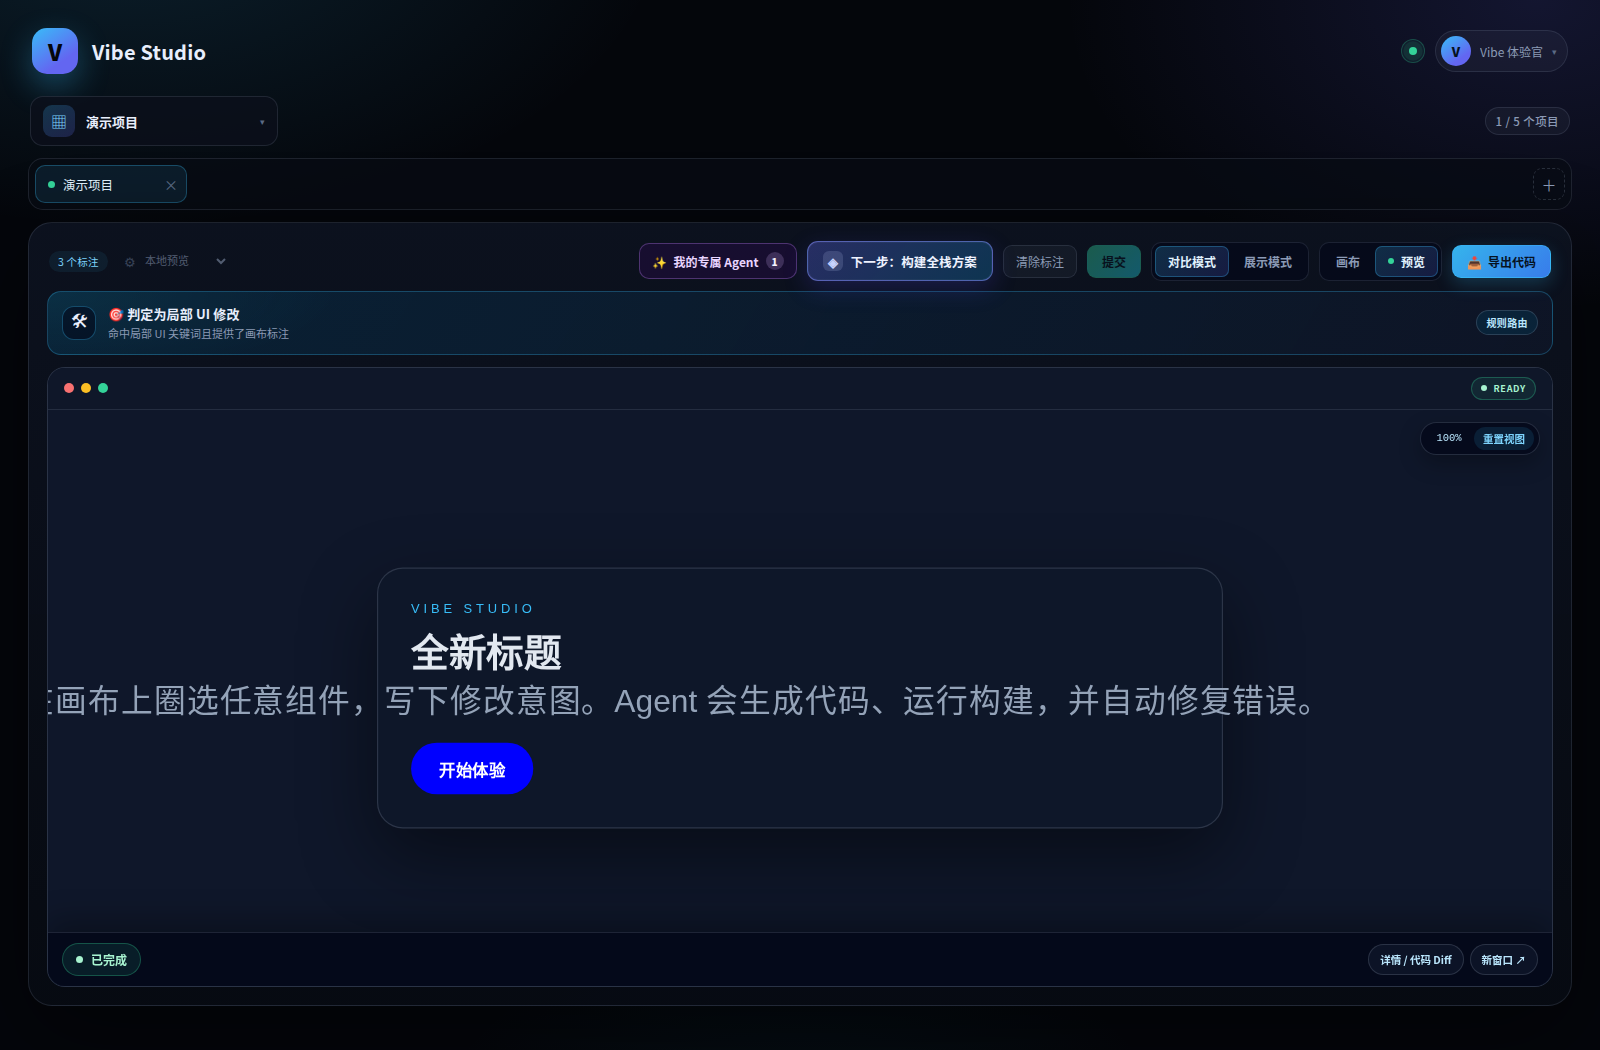 V Vibe Studio
V Vibe 体验官 ▾
演示项目 ▾
1 / 5 个项目
演示项目 ×
+
3 个标注
本地预览
✨ 我的专属 Agent 1
下一步：构建全栈方案
清除标注
提交
对比模式
展示模式
画布
预览
📤 导出代码
🎯 判定为局部 UI 修改
命中局部 UI 关键词且提供了画布标注
规则路由
READY
100%
重置视图
VIBE STUDIO
全新标题
画布上圈选任意组件，写下修改意图。Agent 会生成代码、运行构建，并自动修复错误。
开始体验
已完成
详情 / 代码 Diff
新窗口 ↗